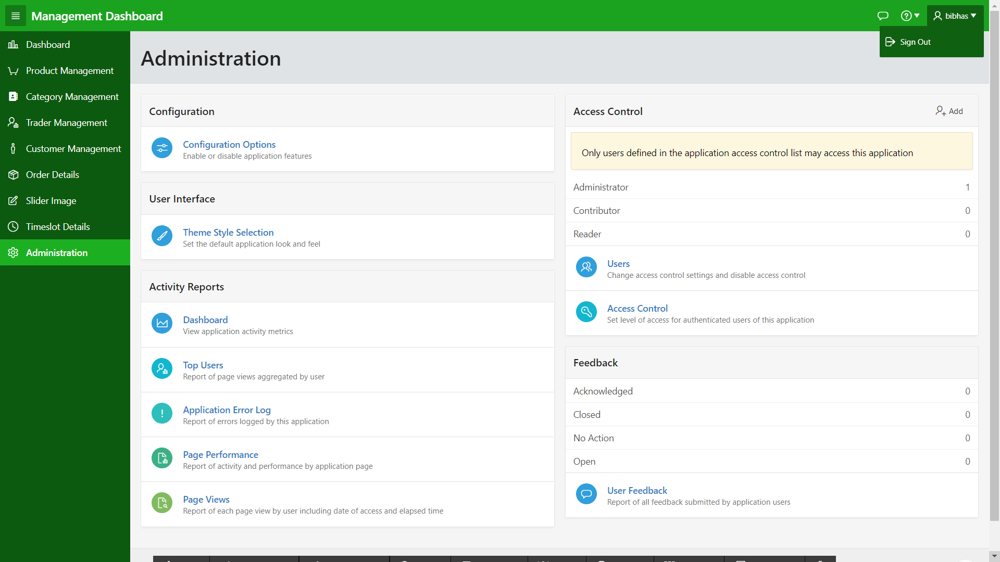 Management Dashboard
bibhas
Sign Out
Dashboard
Product Management
Category Management
Trader Management
Customer Management
Order Details
Slider Image
Timeslot Details
Administration
Administration
Configuration
Configuration Options
Enable or disable application features
User Interface
Theme Style Selection
Set the default application look and feel
Activity Reports
Dashboard
View application activity metrics
Top Users
Report of page views aggregated by user
Application Error Log
Report of errors logged by this application
Page Performance
Report of activity and performance by application page
Page Views
Report of each page view by user including date of access and elapsed time
Access Control
Add
Only users defined in the application access control list may access this application
Administrator 1
Contributor 0
Reader 0
Users
Change access control settings and disable access control
Access Control
Set level of access for authenticated users of this application
Feedback
Acknowledged 0
Closed 0
No Action 0
Open 0
User Feedback
Report of all feedback submitted by application users